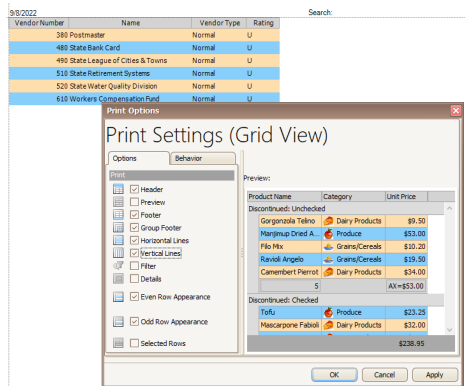 9/8/2022 Search:
Vendor Number Name Vendor Type Rating
380 Postmaster Normal U
480 State Bank Card Normal U
490 State League of Cities & Towns Normal U
510 State Retirement Systems Normal U
520 State Water Quality Division Normal U
610 Workers Compensation Fund Normal U
Print Options
Print Settings (Grid View)
Options Behavior
Print
Header
Preview
Footer
Group Footer
Horizontal Lines
Vertical Lines
Filter
Details
Even Row Appearance
Odd Row Appearance
Selected Rows
Preview:
Product Name Category Unit Price
Discontinued: Unchecked
Gorgonzola Telino Dairy Products $9.50
Manjimup Dried A... Produce $53.00
Filo Mix Grains/Cereals $10.20
Ravioli Angelo Grains/Cereals $19.50
Camembert Pierrot Dairy Products $34.00
5 AX=$53.00
Discontinued: Checked
Tofu Produce $23.25
Mascarpone Fabioli Dairy Products $32.00
$238.95
OK Cancel Apply